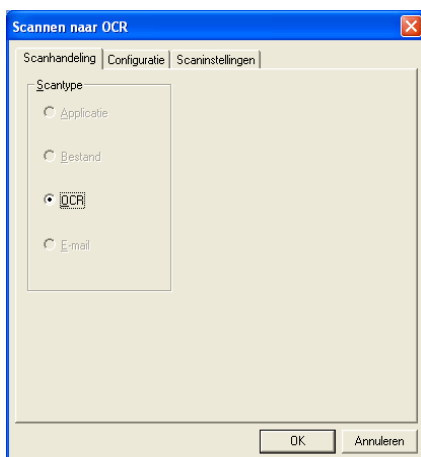 Scannen naar OCR
Scanhandeling Configuratie Scaninstellingen
Scantype
Applicatie
Bestand
OCR
E-mail
OK Annuleren